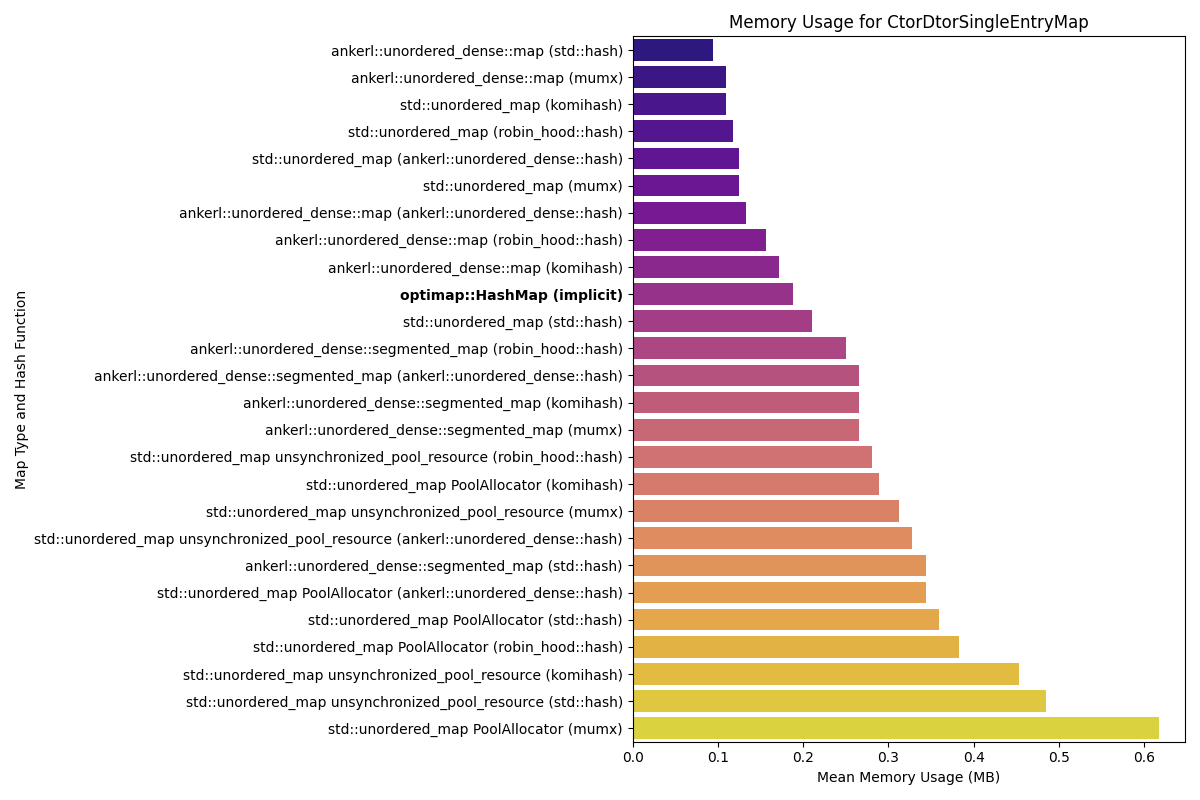 Memory Usage for CtorDtorSingleEntryMap
Map Type and Hash Function
ankerl::unordered_dense::map (std::hash)
ankerl::unordered_dense::map (mumx)
std::unordered_map (komihash)
std::unordered_map (robin_hood::hash)
std::unordered_map (ankerl::unordered_dense::hash)
std::unordered_map (mumx)
ankerl::unordered_dense::map (ankerl::unordered_dense::hash)
ankerl::unordered_dense::map (robin_hood::hash)
ankerl::unordered_dense::map (komihash)
optimap::HashMap (implicit)
std::unordered_map (std::hash)
ankerl::unordered_dense::segmented_map (robin_hood::hash)
ankerl::unordered_dense::segmented_map (ankerl::unordered_dense::hash)
ankerl::unordered_dense::segmented_map (komihash)
ankerl::unordered_dense::segmented_map (mumx)
std::unordered_map unsynchronized_pool_resource (robin_hood::hash)
std::unordered_map PoolAllocator (komihash)
std::unordered_map unsynchronized_pool_resource (mumx)
std::unordered_map unsynchronized_pool_resource (ankerl::unordered_dense::hash)
ankerl::unordered_dense::segmented_map (std::hash)
std::unordered_map PoolAllocator (ankerl::unordered_dense::hash)
std::unordered_map PoolAllocator (std::hash)
std::unordered_map PoolAllocator (robin_hood::hash)
std::unordered_map unsynchronized_pool_resource (komihash)
std::unordered_map unsynchronized_pool_resource (std::hash)
std::unordered_map PoolAllocator (mumx)
0.0 0.1 0.2 0.3 0.4 0.5 0.6
Mean Memory Usage (MB)